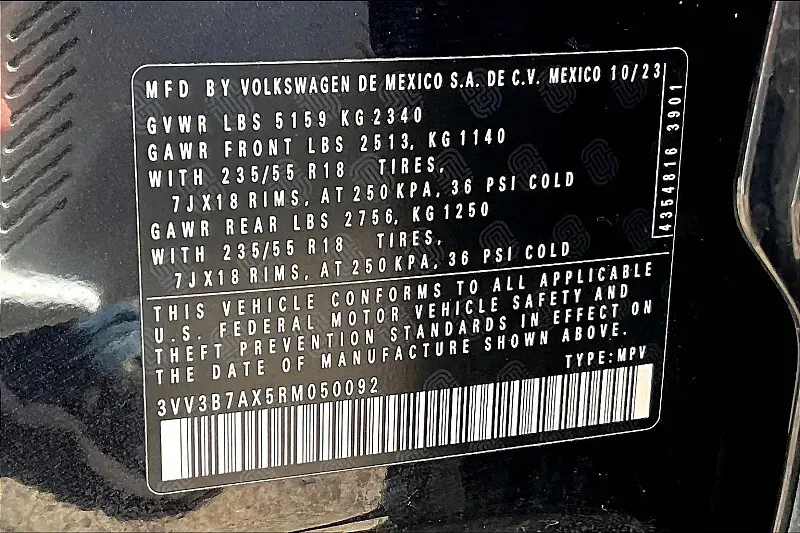 MFD BY VOLKSWAGEN DE MEXICO S.A. DE C.V. MEXICO 10/23
GVWR LBS 5159 KG 2340
GAWR FRONT LBS 2513, KG 1140
WITH 235/55 R18 TIRES,
7J X18 RIMS, AT 250 KPA, 36 PSI COLD
GAWR REAR LBS 2756, KG 1250
WITH 235/55 R18 TIRES,
7J X18 RIMS, AT 250 KPA, 36 PSI COLD
4354816 3901
THIS VEHICLE CONFORMS TO ALL APPLICABLE
U.S. FEDERAL MOTOR VEHICLE SAFETY AND
THEFT PREVENTION STANDARDS IN EFFECT ON
THE DATE OF MANUFACTURE SHOWN ABOVE.
TYPE: MPV
3VV3B7AX5RM050092